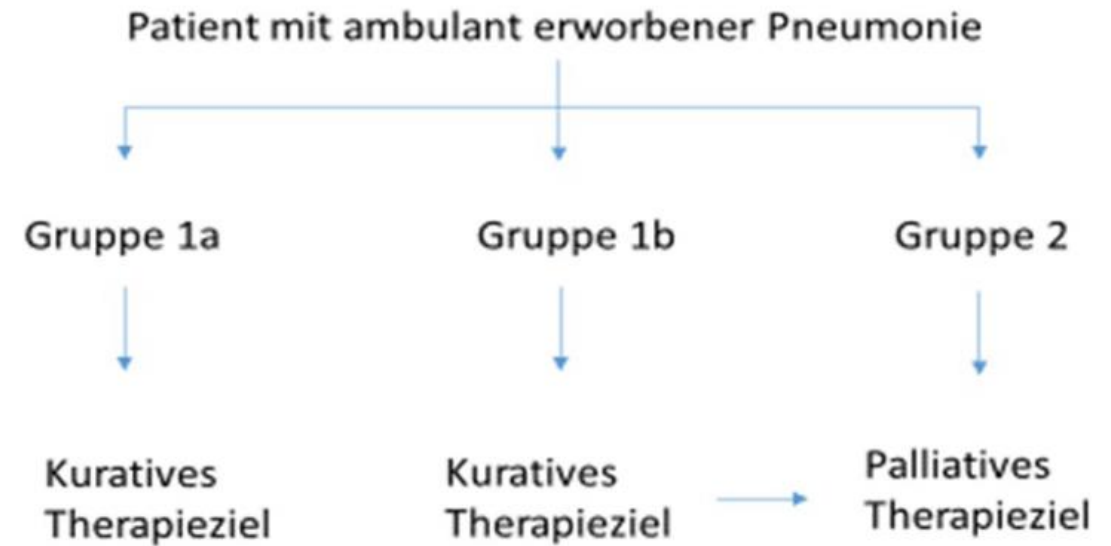 Patient mit ambulant erworbener Pneumonie
Gruppe 1a
Gruppe 1b
Gruppe 2
Kuratives
Therapieziel
Kuratives
Therapieziel
Palliatives
Therapieziel